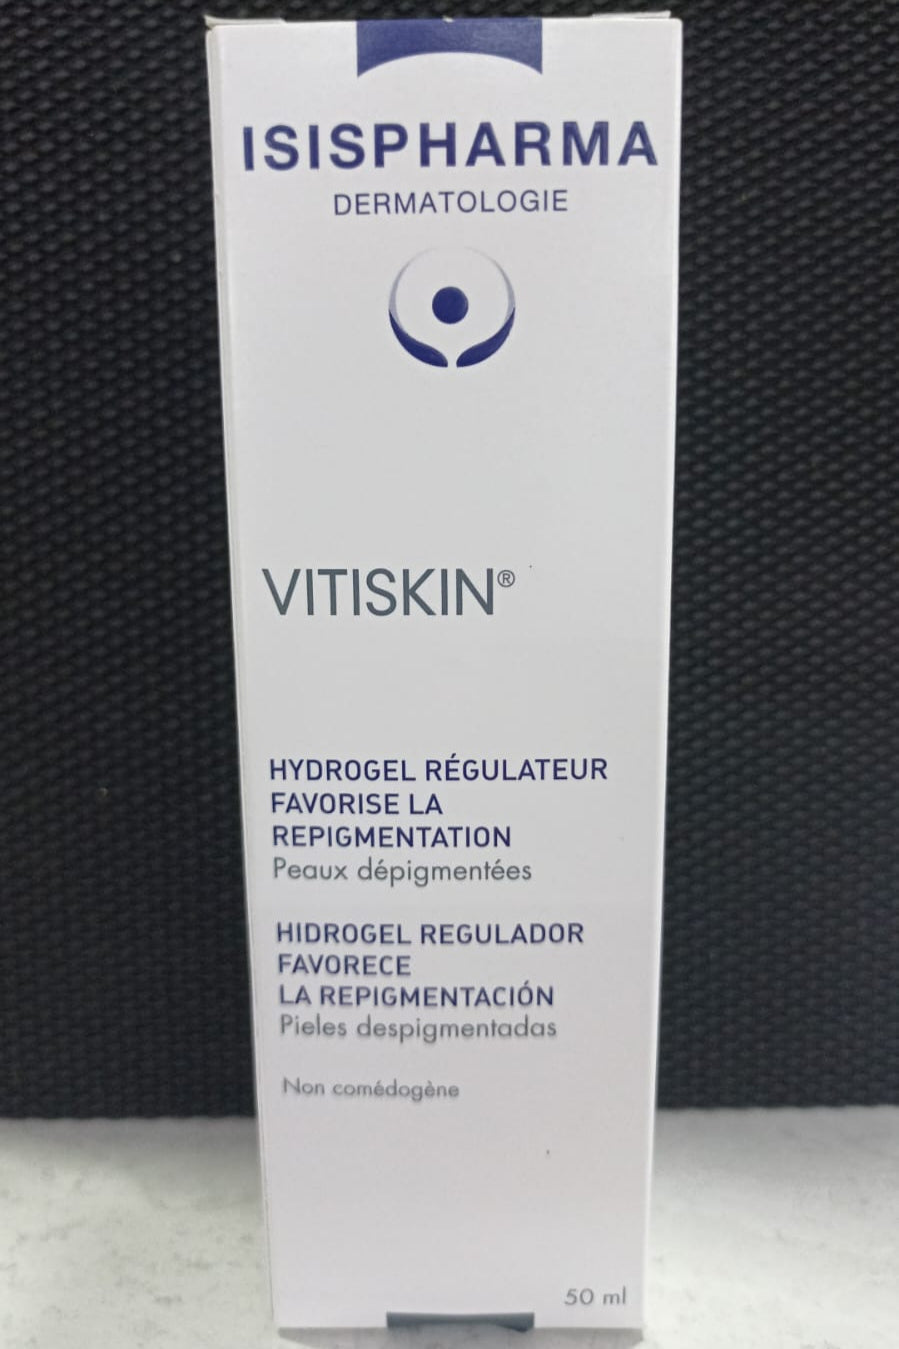 ISISPHARMA
DERMATOLOGIE
VITISKIN®
HYDROGEL RÉGULATEUR
FAVORISE LA
REPIGMENTATION
Peaux dépigmentées
HIDROGEL REGULADOR
FAVORECE
LA REPIGMENTACIÓN
Pieles despigmentadas
Non comédogène
50 ml